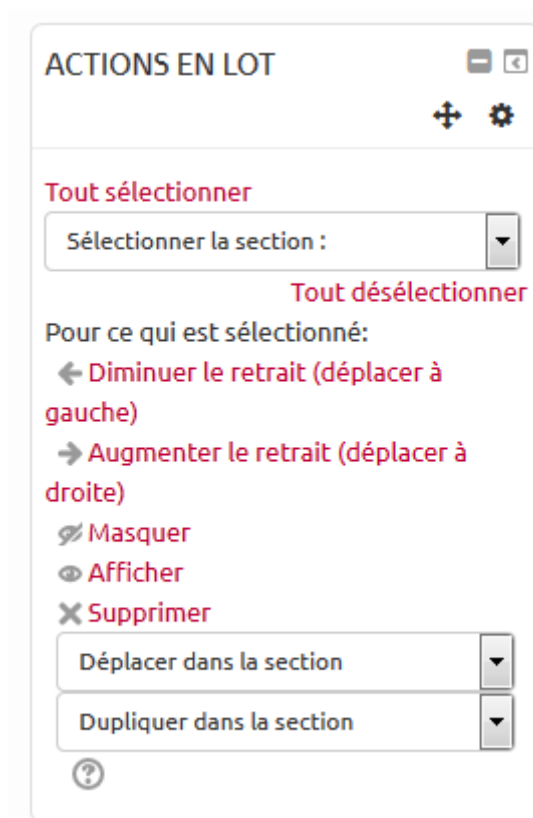 ACTIONS EN LOT
Tout sélectionner
Sélectionner la section :
Tout désélectionner
Pour ce qui est sélectionné:
Diminuer le retrait (déplacer à
gauche)
Augmenter le retrait (déplacer à
droite)
Masquer
Afficher
Supprimer
Déplacer dans la section
Dupliquer dans la section